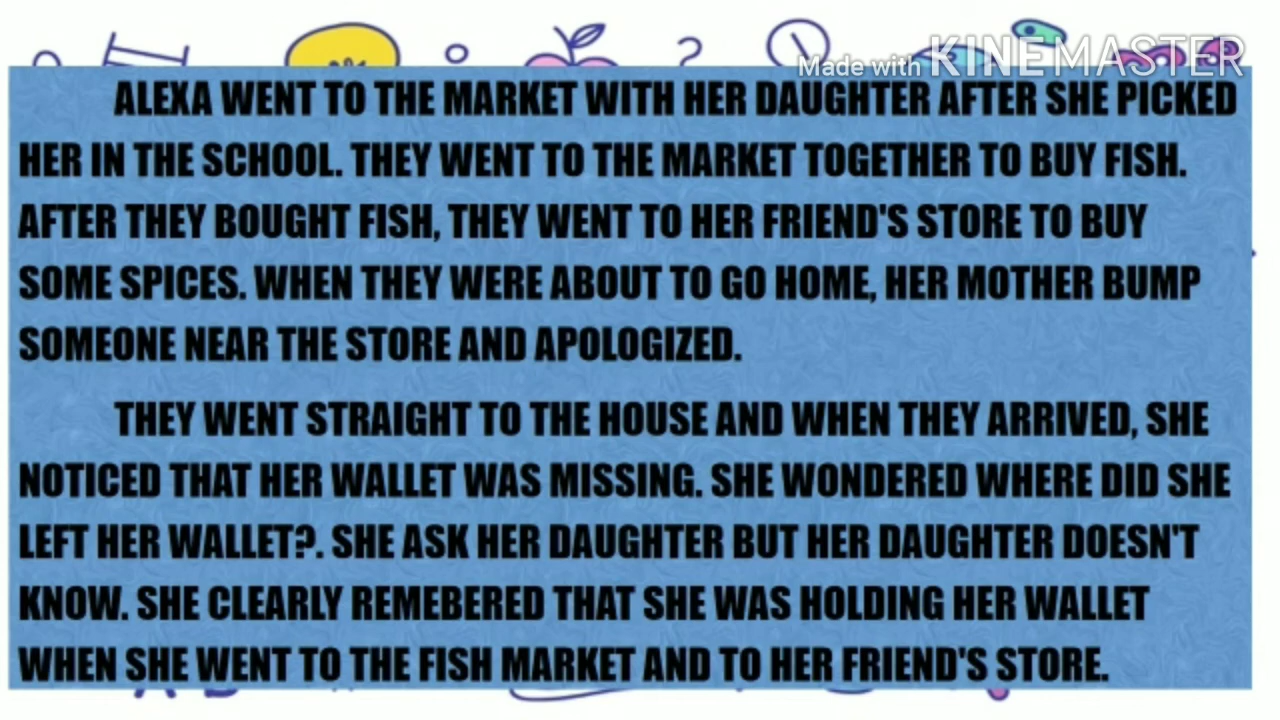 Made with KINEMASTER
ALEXA WENT TO THE MARKET WITH HER DAUGHTER AFTER SHE PICKED
HER IN THE SCHOOL. THEY WENT TO THE MARKET TOGETHER TO BUY FISH.
AFTER THEY BOUGHT FISH, THEY WENT TO HER FRIEND'S STORE TO BUY
SOME SPICES. WHEN THEY WERE ABOUT TO GO HOME, HER MOTHER BUMP
SOMEONE NEAR THE STORE AND APOLOGIZED.
THEY WENT STRAIGHT TO THE HOUSE AND WHEN THEY ARRIVED, SHE
NOTICED THAT HER WALLET WAS MISSING. SHE WONDERED WHERE DID SHE
LEFT HER WALLET?. SHE ASK HER DAUGHTER BUT HER DAUGHTER DOESN'T
KNOW. SHE CLEARLY REMEBERED THAT SHE WAS HOLDING HER WALLET
WHEN SHE WENT TO THE FISH MARKET AND TO HER FRIEND'S STORE.